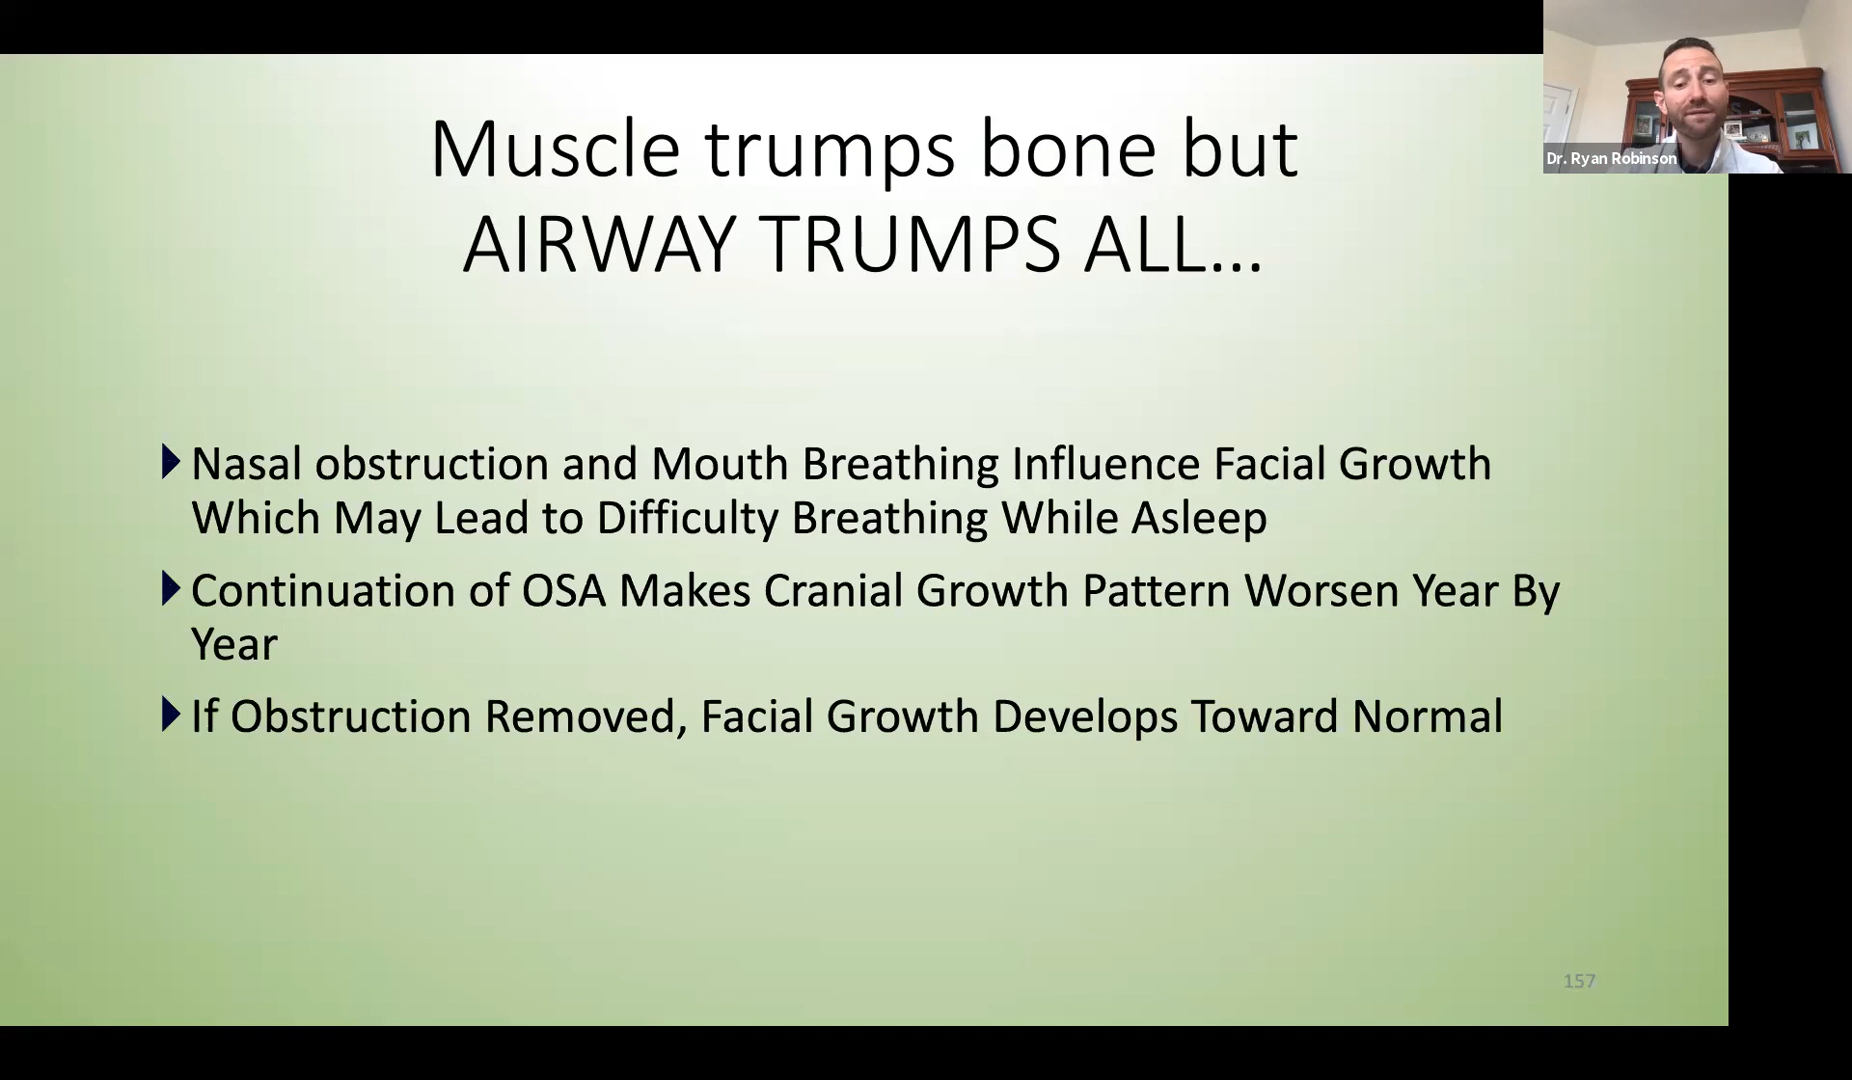 Muscle trumps bone but
AIRWAY TRUMPS ALL...
Dr. Ryan Robinson
Nasal obstruction and Mouth Breathing Influence Facial Growth
Which May Lead to Difficulty Breathing While Asleep
Continuation of OSA Makes Cranial Growth Pattern Worsen Year By
Year
If Obstruction Removed, Facial Growth Develops Toward Normal
157